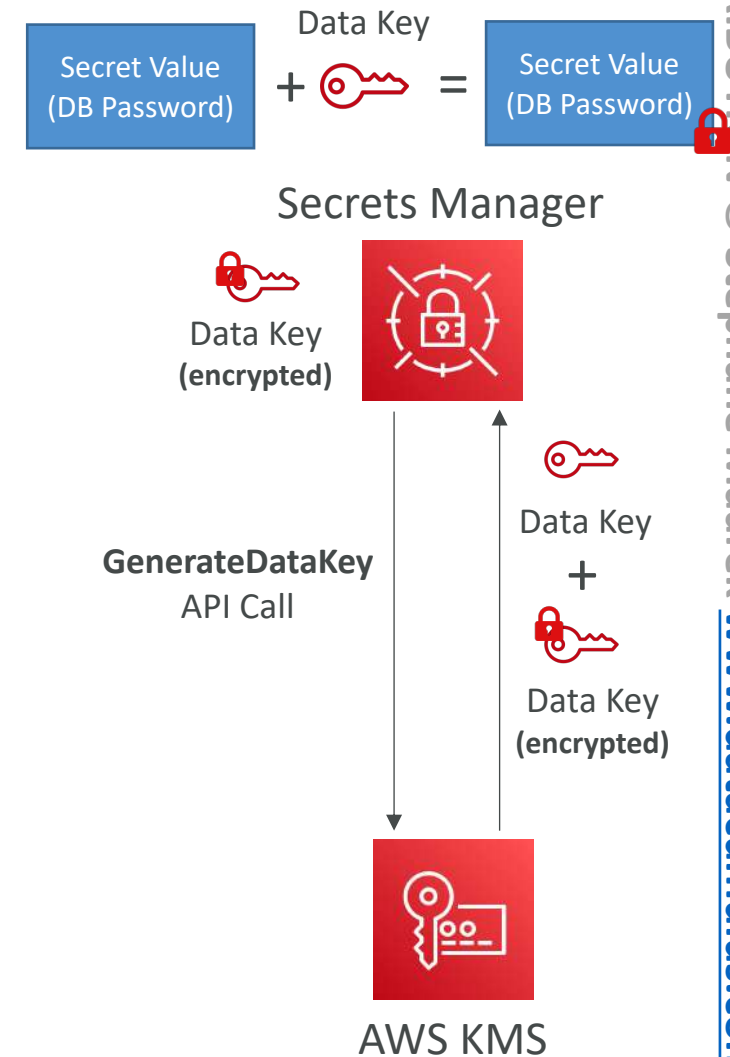 Data Key
Secret Value
(DB Password)
+
=
Secret Value
(DB Password)
Secrets Manager
Data Key
(encrypted)
GenerateDataKey
API Call
Data Key
+
Data Key
(encrypted)
AWS KMS